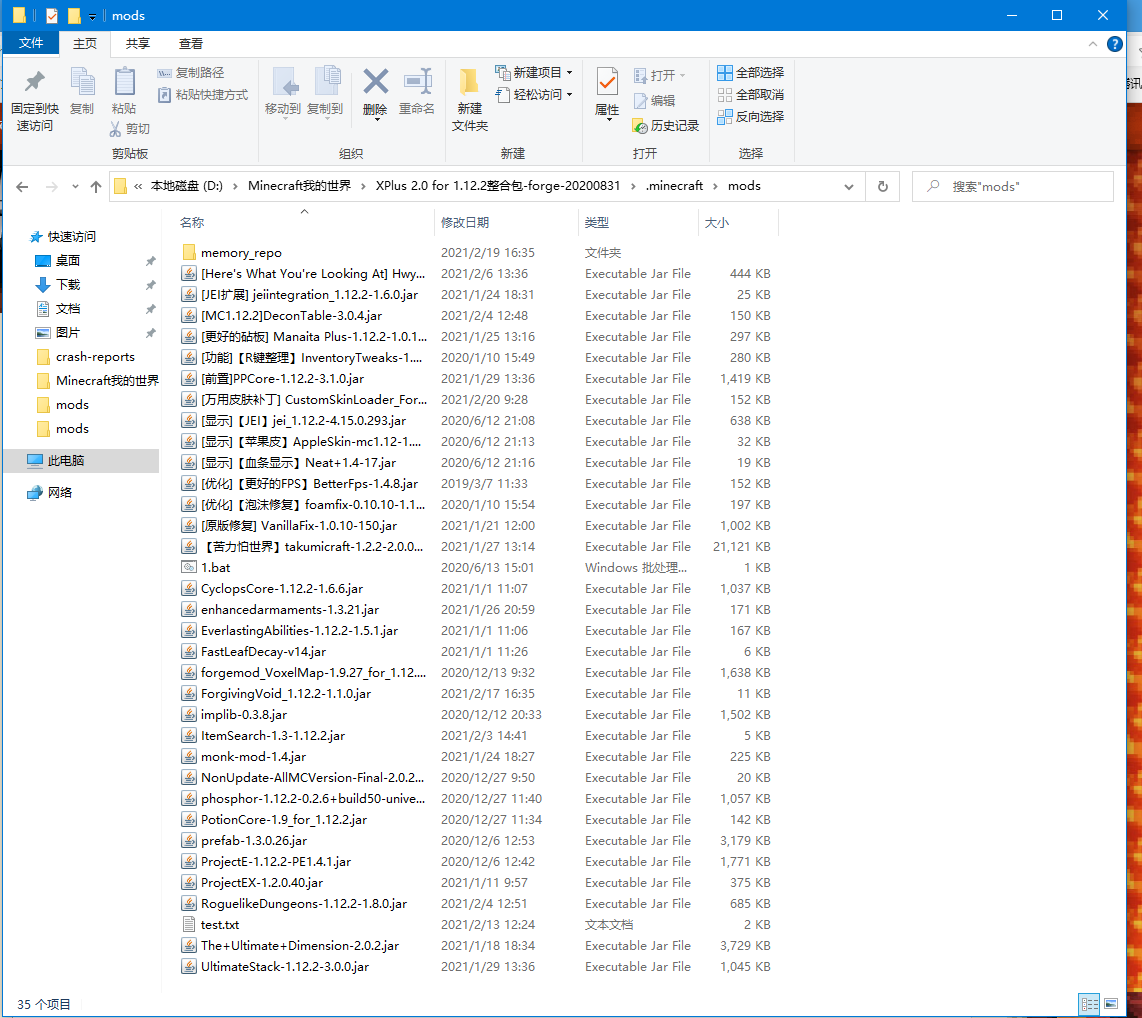 mods
文件 主页 共享 查看
固定到快速访问
复制
粘贴
复制路径
粘贴快捷方式
剪切
剪贴板
移动到
复制到
删除
重命名
组织
新建文件夹
新建项目
轻松访问
新建
属性
打开
编辑
历史记录
打开
全部选择
全部取消
反向选择
选择
« 本地磁盘 (D:) › Minecraft我的世界 › XPlus 2.0 for 1.12.2整合包-forge-20200831 › .minecraft › mods
搜索"mods"
快速访问
桌面
下载
文档
图片
crash-reports
Minecraft我的世界
mods
mods
此电脑
网络
名称 修改日期 类型 大小
memory_repo 2021/2/19 16:35 文件夹
[Here's What You're Looking At] Hwy... 2021/2/6 13:36 Executable Jar File 444 KB
[JEI扩展] jeiintegration_1.12.2-1.6.0.jar 2021/1/24 18:31 Executable Jar File 25 KB
[MC1.12.2]DeconTable-3.0.4.jar 2021/2/4 12:48 Executable Jar File 150 KB
[更好的砧板] Manaita Plus-1.12.2-1.0.1... 2021/1/25 13:16 Executable Jar File 297 KB
[功能]【R键整理】InventoryTweaks-1.... 2020/1/10 15:49 Executable Jar File 280 KB
[前置]PPCore-1.12.2-3.1.0.jar 2021/1/29 13:36 Executable Jar File 1,419 KB
[万用皮肤补丁] CustomSkinLoader_For... 2021/2/20 9:28 Executable Jar File 152 KB
[显示]【JEI】jei_1.12.2-4.15.0.293.jar 2020/6/12 21:08 Executable Jar File 638 KB
[显示]【苹果皮】AppleSkin-mc1.12-1.... 2020/6/12 21:13 Executable Jar File 32 KB
[显示]【血条显示】Neat+1.4-17.jar 2020/6/12 21:16 Executable Jar File 19 KB
[优化]【更好的FPS】BetterFps-1.4.8.jar 2019/3/7 11:33 Executable Jar File 152 KB
[优化]【泡沫修复】foamfix-0.10.10-1.1... 2020/1/10 15:54 Executable Jar File 197 KB
[原版修复] VanillaFix-1.0.10-150.jar 2021/1/21 12:00 Executable Jar File 1,002 KB
【苦力怕世界】takumicraft-1.2.2-2.0.0... 2021/1/27 13:14 Executable Jar File 21,121 KB
1.bat 2020/6/13 15:01 Windows 批处理... 1 KB
CyclopsCore-1.12.2-1.6.6.jar 2021/1/1 11:07 Executable Jar File 1,037 KB
enhancedarmaments-1.3.21.jar 2021/1/26 20:59 Executable Jar File 171 KB
EverlastingAbilities-1.12.2-1.5.1.jar 2021/1/1 11:06 Executable Jar File 167 KB
FastLeafDecay-v14.jar 2021/1/1 11:26 Executable Jar File 6 KB
forgemod_VoxelMap-1.9.27_for_1.12.... 2020/12/13 9:32 Executable Jar File 1,638 KB
ForgivingVoid_1.12.2-1.1.0.jar 2021/2/17 16:35 Executable Jar File 11 KB
implib-0.3.8.jar 2020/12/12 20:33 Executable Jar File 1,502 KB
ItemSearch-1.3-1.12.2.jar 2021/2/3 14:41 Executable Jar File 5 KB
monk-mod-1.4.jar 2021/1/24 18:27 Executable Jar File 225 KB
NonUpdate-AllMCVersion-Final-2.0.2... 2020/12/27 9:50 Executable Jar File 20 KB
phosphor-1.12.2-0.2.6+build50-unive... 2020/12/27 11:40 Executable Jar File 1,057 KB
PotionCore-1.9_for_1.12.2.jar 2020/12/27 11:34 Executable Jar File 142 KB
prefab-1.3.0.26.jar 2020/12/6 12:53 Executable Jar File 3,179 KB
ProjectE-1.12.2-PE1.4.1.jar 2020/12/6 12:42 Executable Jar File 1,771 KB
ProjectEX-1.2.0.40.jar 2021/1/11 9:57 Executable Jar File 375 KB
RoguelikeDungeons-1.12.2-1.8.0.jar 2021/2/4 12:51 Executable Jar File 685 KB
test.txt 2021/2/13 12:24 文本文档 2 KB
The+Ultimate+Dimension-2.0.2.jar 2021/1/18 18:34 Executable Jar File 3,729 KB
UltimateStack-1.12.2-3.0.0.jar 2021/1/29 13:36 Executable Jar File 1,045 KB
35 个项目